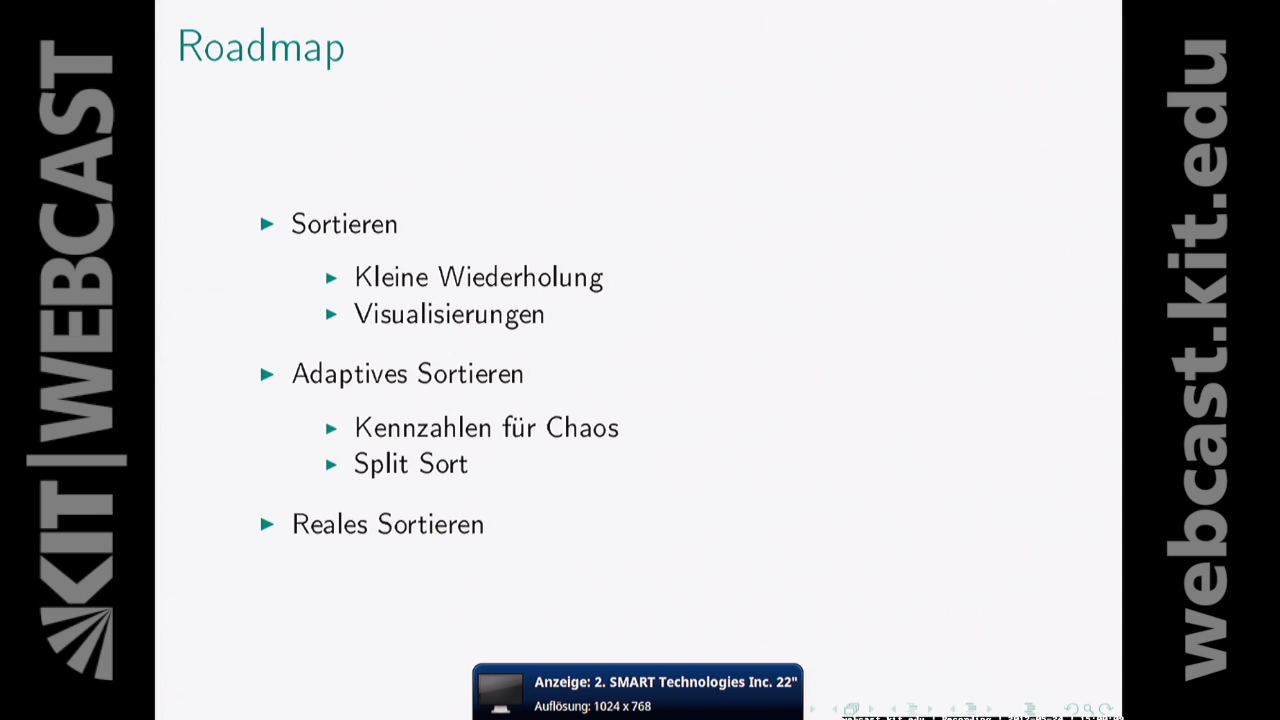 Roadmap
Sortieren
Kleine Wiederholung
Visualisierungen
Adaptives Sortieren
Kennzahlen für Chaos
Split Sort
Reales Sortieren
Anzeige: 2. SMART Technologies Inc. 22"
Auflösung: 1024 x 768
KIT | WEBCAST
webcast.kit.edu